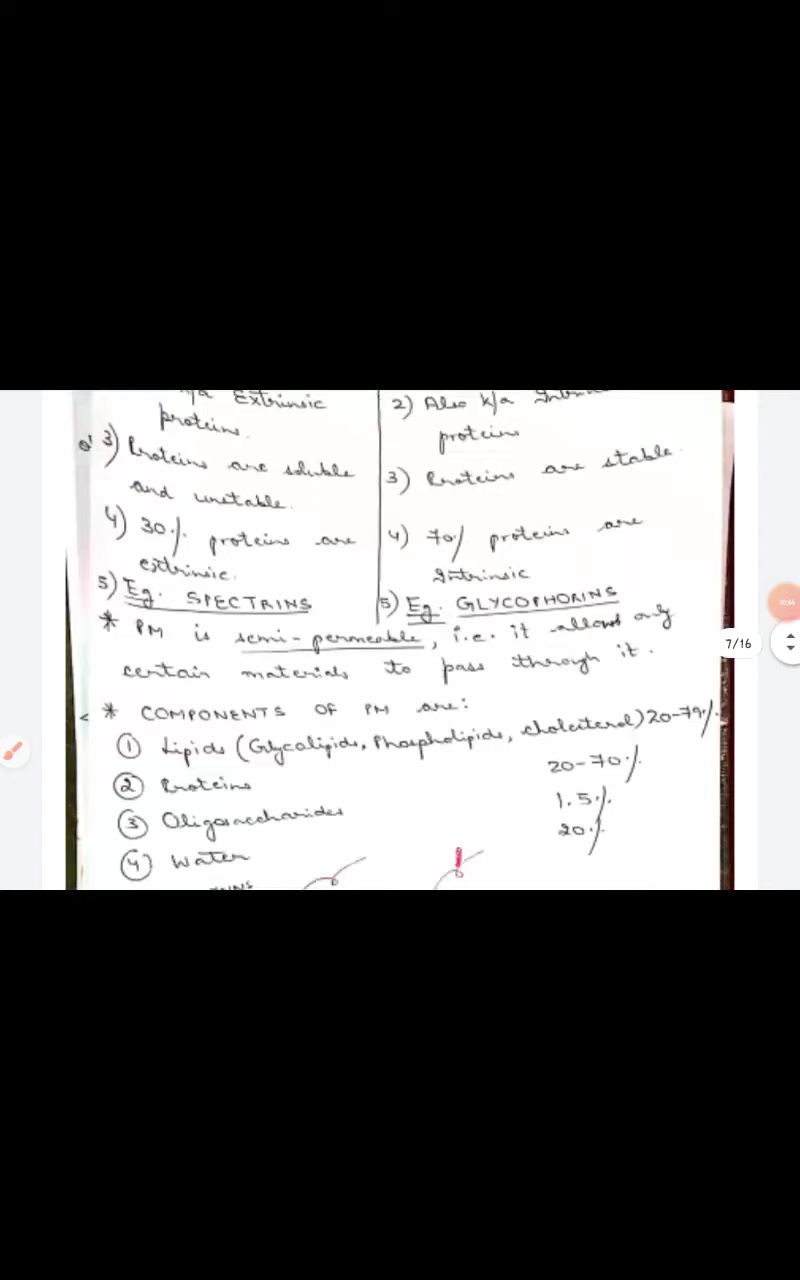 k/a Extrinsic
proteins.
3) Proteins are soluble
and unstable.
4) 30% proteins are
extrinsic.
5) Eg. SPECTRINS
2) Also k/a
proteins
3) Proteins are stable.
4) 70% proteins are
Intrinsic
5) Eg. GLYCOPHORINS
* PM is semi-permeable, i.e. it allows only
certain materials to pass through it.
7/16
* COMPONENTS OF PM are:
① Lipids (Glycolipids, Phospholipids, cholesterol) 20-79%.
② Proteins 20-70%.
③ Oligosaccharides 1.5%.
④ Water 20%